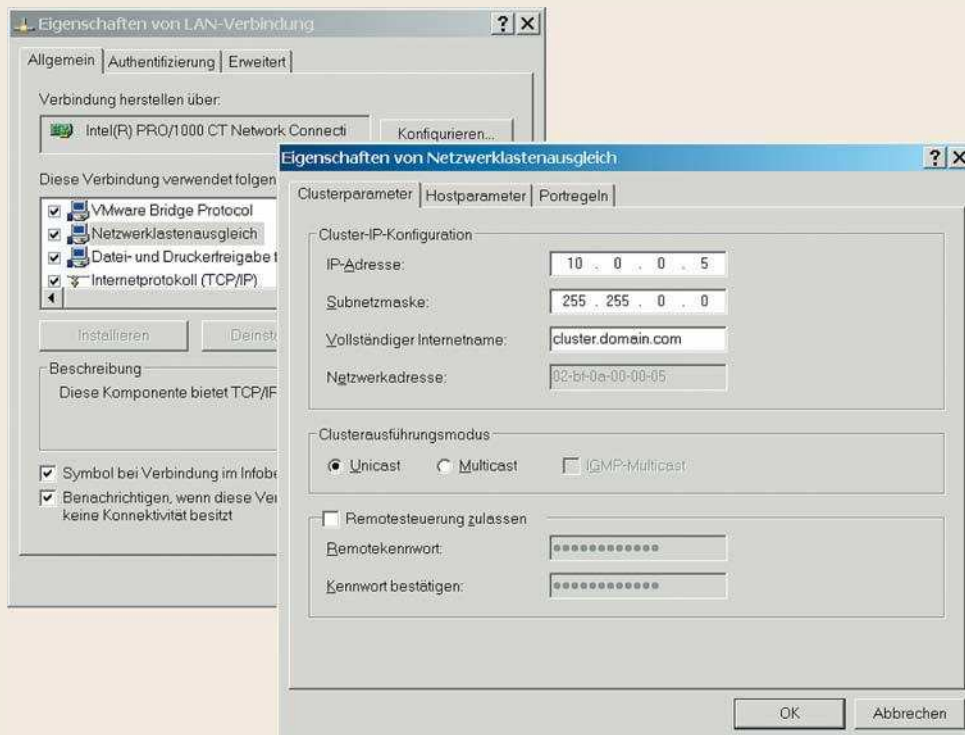 Eigenschaften von LAN-Verbindung
Allgemein Authentifizierung Erweitert
Verbindung herstellen über:
Intel(R) PRO/1000 CT Network Connecti
Konfigurieren...
Diese Verbindung verwendet folgen
VMware Bridge Protocol
Netzwerklastenausgleich
Datei- und Druckerfreigabe f
Internetprotokoll (TCP/IP)
Installieren
Deinst
Beschreibung
Diese Komponente bietet TCP/IP
Symbol bei Verbindung im Infobe
Benachrichtigen, wenn diese Ver
keine Konnektivität besitzt
Eigenschaften von Netzwerklastenausgleich
Clusterparameter Hostparameter Portregeln
Cluster-IP-Konfiguration
IP-Adresse: 10 . 0 . 0 . 5
Subnetzmaske: 255 . 255 . 0 . 0
Vollständiger Internetname: cluster.domain.com
Netzwerkadresse: 02-bf-0a-00-00-05
Clusterausführungsmodus
Unicast Multicast IGMP-Multicast
Remotesteuerung zulassen
Remotekennwort:
Kennwort bestätigen:
OK Abbrechen